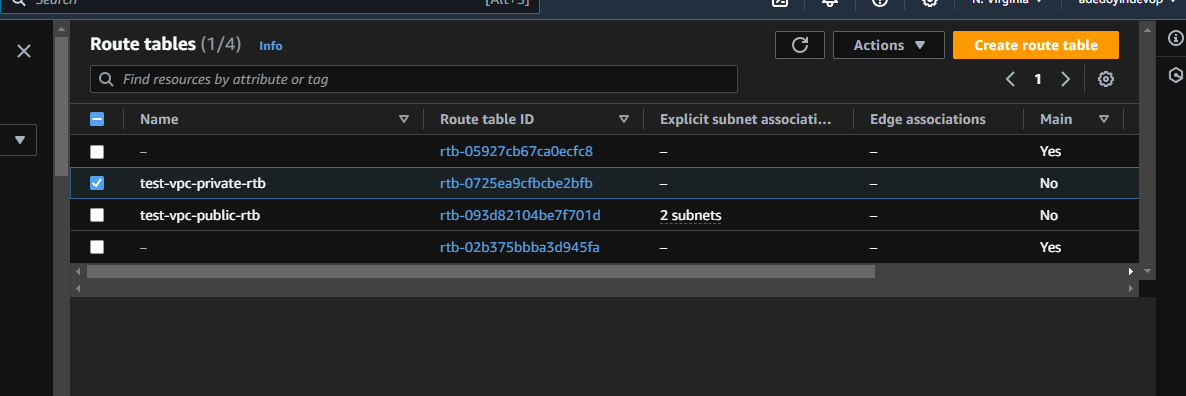 Search [Alt+S] N. Virginia adedoyindevop
Route tables (1/4) Info Actions Create route table
Find resources by attribute or tag 1
Name Route table ID Explicit subnet associati... Edge associations Main
– rtb-05927cb67ca0ecfc8 – – Yes
test-vpc-private-rtb rtb-0725ea9cfbcbe2bfb – – No
test-vpc-public-rtb rtb-093d82104be7f701d 2 subnets – No
– rtb-02b375bbba3d945fa – – Yes